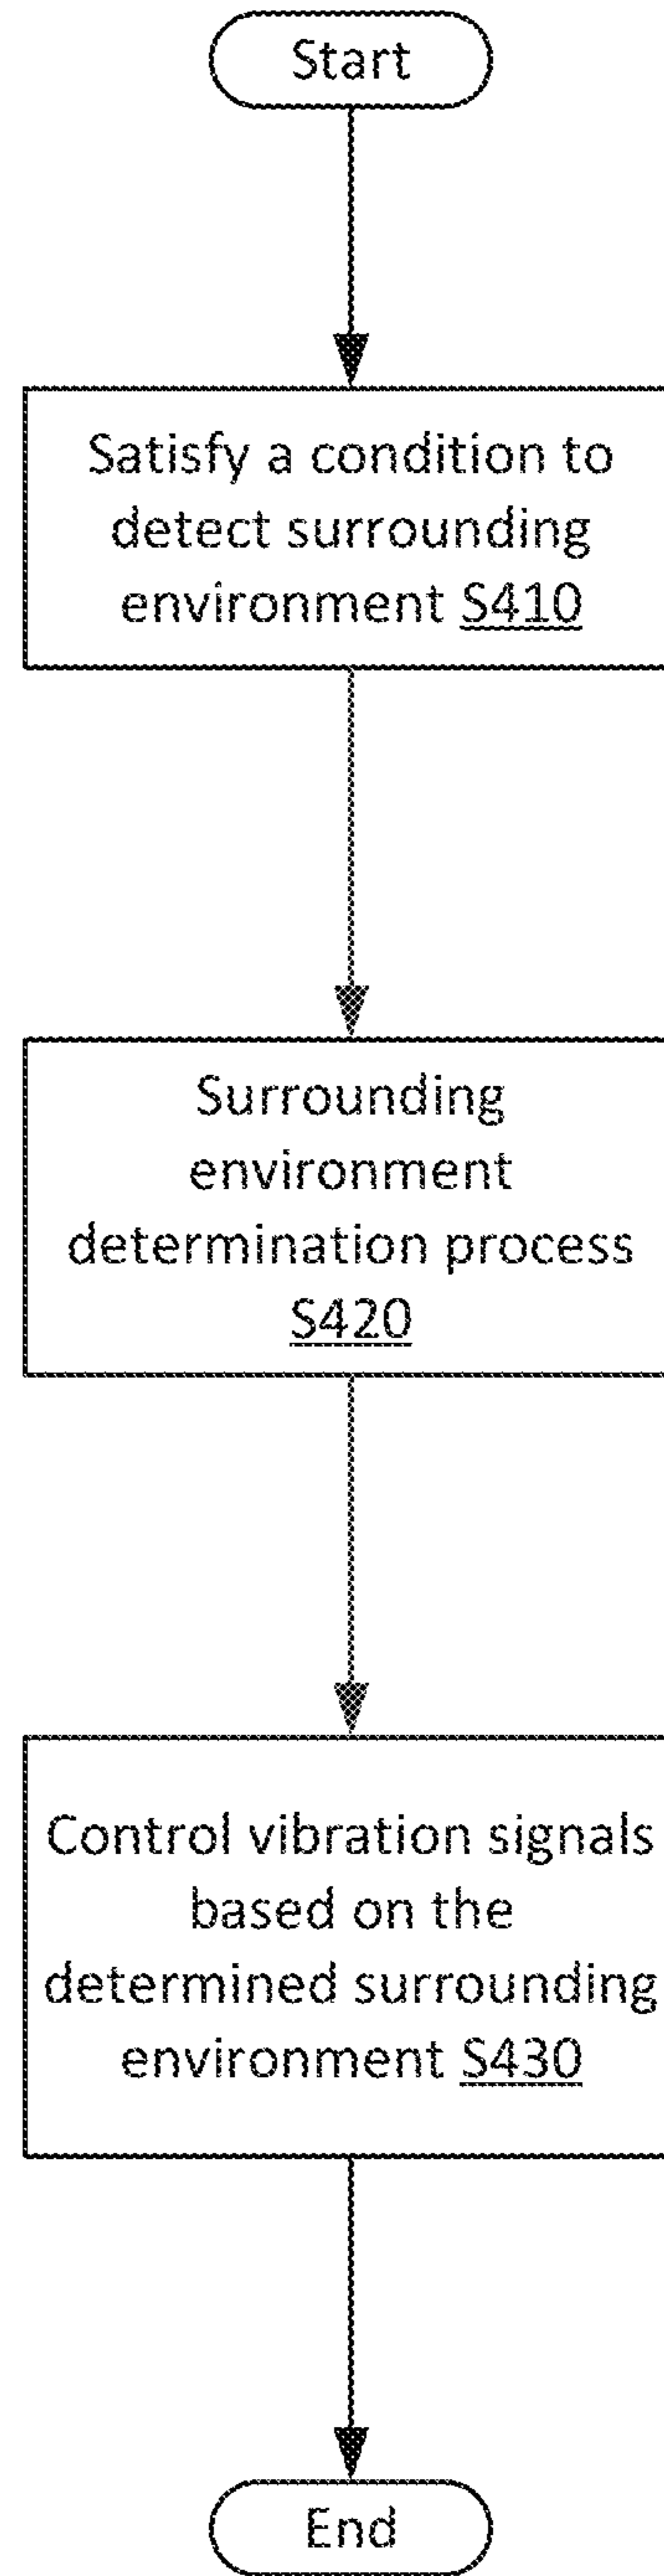 Start
Satisfy a condition to
detect surrounding
environment S410
Surrounding
environment
determination process
S420
Control vibration signals
based on the
determined surrounding
environment S430
End